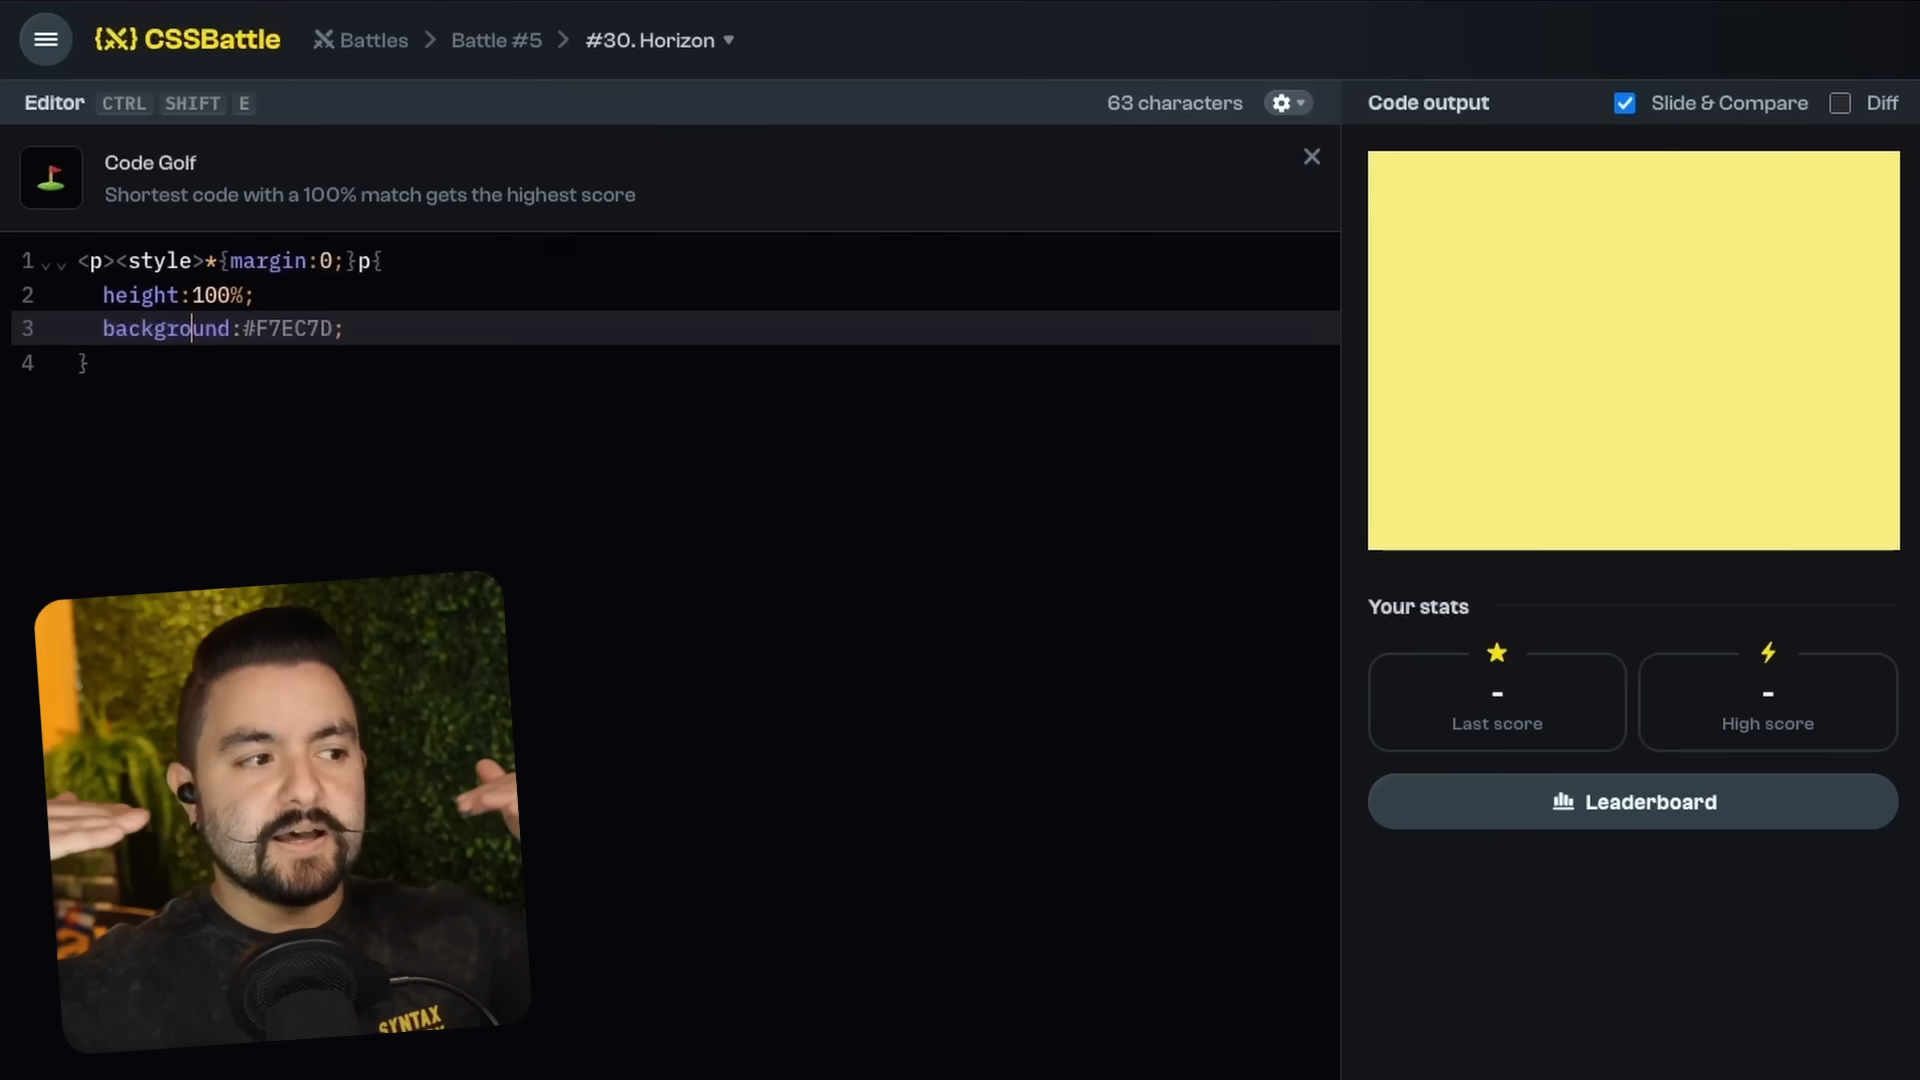 {X} CSSBattle Battles > Battle #5 > #30. Horizon
Editor CTRL SHIFT E 63 characters
Code output Slide & Compare Diff
Code Golf
Shortest code with a 100% match gets the highest score
1 <p><style>*{margin:0;}p{
2 height:100%;
3 background:#F7EC7D;
4 }
Your stats
- Last score
- High score
Leaderboard
SYNTAX